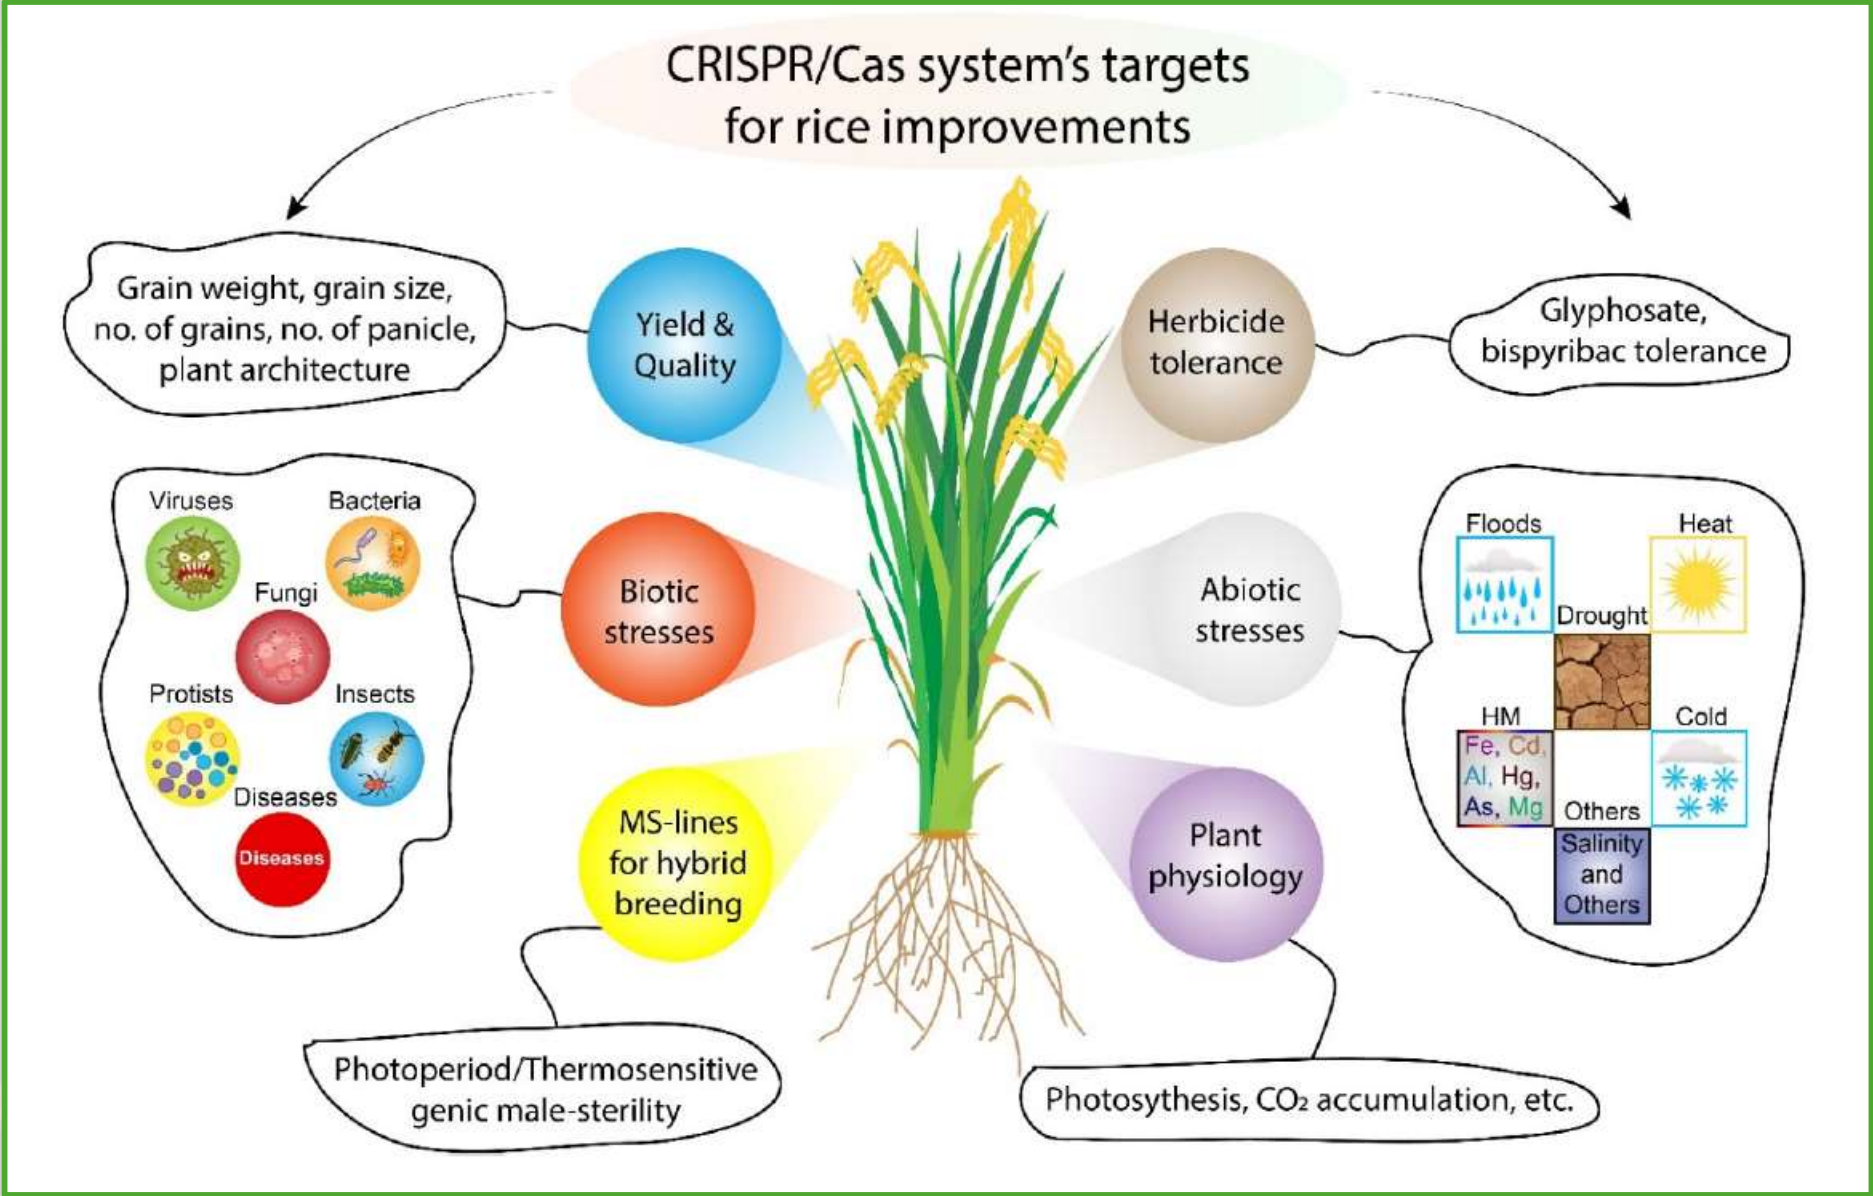 CRISPR/Cas system's targets
for rice improvements
Grain weight, grain size,
no. of grains, no. of panicle,
plant architecture
Yield &
Quality
Herbicide
tolerance
Glyphosate,
bispyribac tolerance
Viruses
Bacteria
Fungi
Protists
Insects
Diseases
Diseases
Biotic
stresses
Abiotic
stresses
Floods
Heat
Drought
HM
Cold
Fe, Cd,
Al, Hg,
As, Mg
Others
Salinity
and
Others
MS-lines
for hybrid
breeding
Plant
physiology
Photoperiod/Thermosensitive
genic male-sterility
Photosythesis, CO₂ accumulation, etc.